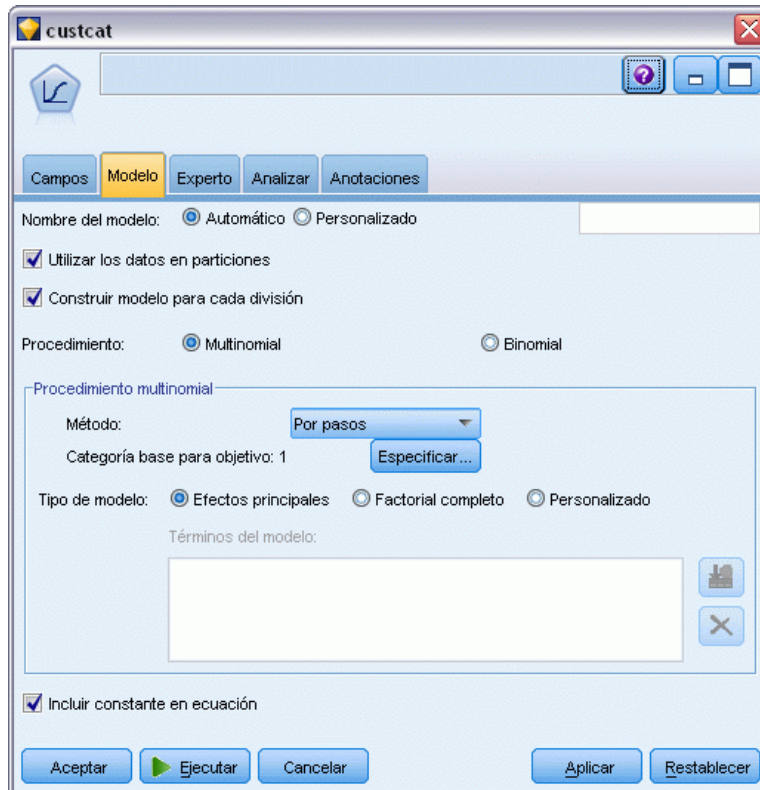 custcat
Campos Modelo Experto Analizar Anotaciones
Nombre del modelo: Automático Personalizado
Utilizar los datos en particiones
Construir modelo para cada división
Procedimiento: Multinomial Binomial
Procedimiento multinomial
Método: Por pasos
Categoría base para objetivo: 1 Especificar...
Tipo de modelo: Efectos principales Factorial completo Personalizado
Términos del modelo:
Incluir constante en ecuación
Aceptar Ejecutar Cancelar Aplicar Restablecer